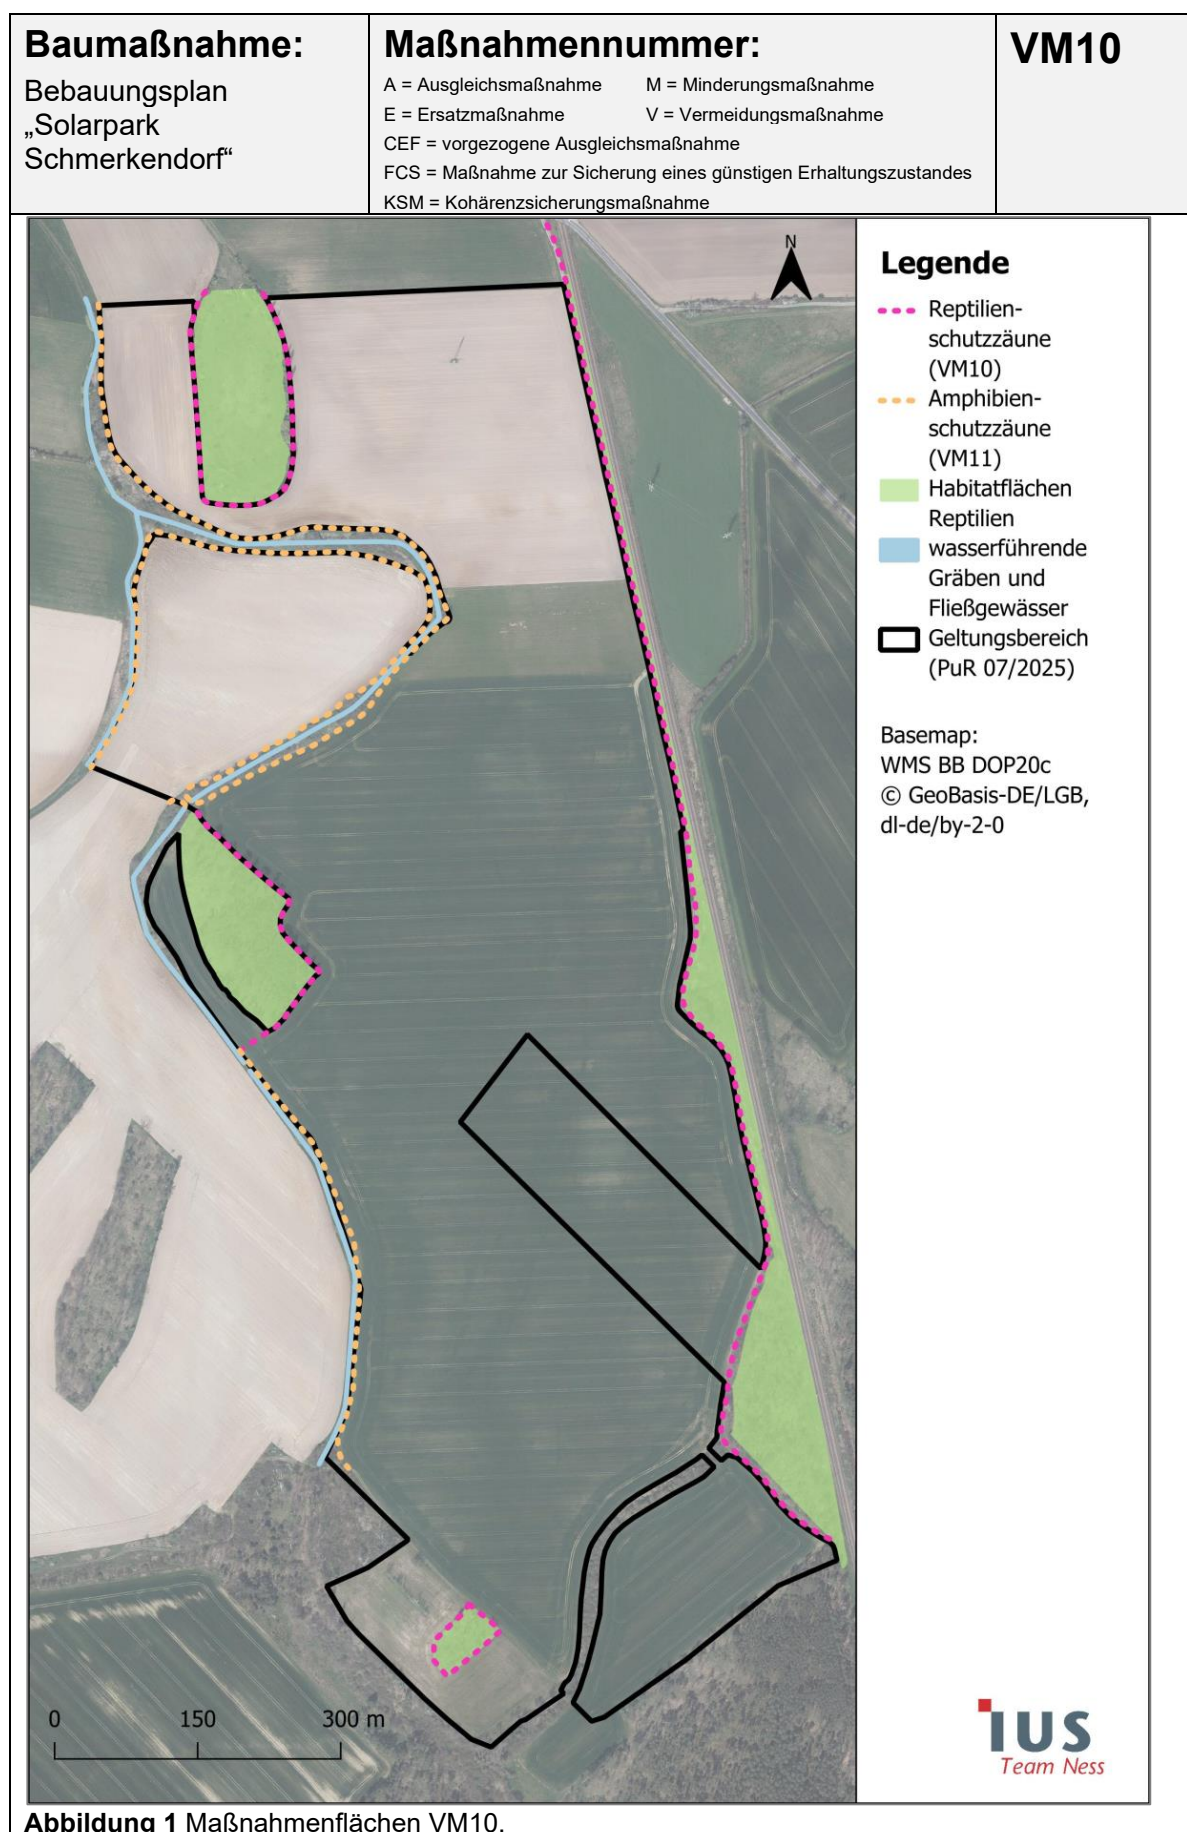 Baumaßnahme:
Bebauungsplan
„Solarpark
Schmerkendorf“
Maßnahmennummer:
A = Ausgleichsmaßnahme M = Minderungsmaßnahme
E = Ersatzmaßnahme V = Vermeidungsmaßnahme
CEF = vorgezogene Ausgleichsmaßnahme
FCS = Maßnahme zur Sicherung eines günstigen Erhaltungszustandes
KSM = Kohärenzsicherungsmaßnahme
VM10
N
Legende
Reptilien-
schutzzäune
(VM10)
Amphibien-
schutzzäune
(VM11)
Habitatflächen
Reptilien
wasserführende
Gräben und
Fließgewässer
Geltungsbereich
(PuR 07/2025)
Basemap:
WMS BB DOP20c
© GeoBasis-DE/LGB,
dl-de/by-2-0
0 150 300 m
IUS
Team Ness
Abbildung 1 Maßnahmenflächen VM10.